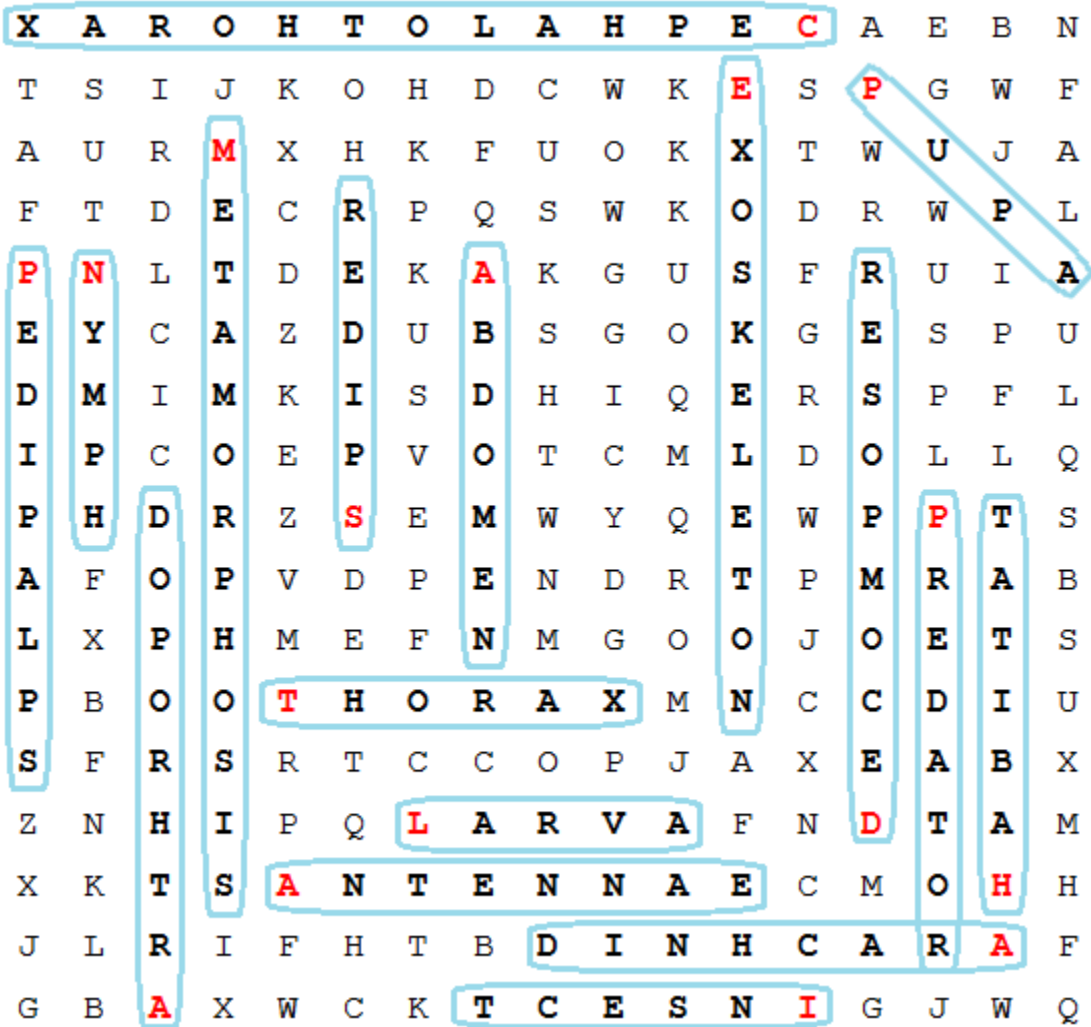 X A R O H T O L A H P E C A E B N
T S I J K O H D C W K E S P G W F
A U R M X H K F U O K X T W U J A
F T D E C R P Q S W K O D R W P L
P N L T D E K A K G U S F R U I A
E Y C A Z D U B S G O K G E S P U
D M I M K I S D H I Q E R S P F L
I P C O E P V O T C M L D O L L Q
P H D R Z S E M W Y Q E W P P T S
A F O P V D P E N D R T P M R A B
L X P H M E F N M G O O J O E T S
P B O O T H O R A X M N C C D I U
S F R S R T C C O P J A X E A B X
Z N H I P Q L A R V A F N D T A M
X K T S A N T E N N A E C M O H H
J L R I F H T B D I N H C A R A F
G B A X W C K T C E S N I G J W Q